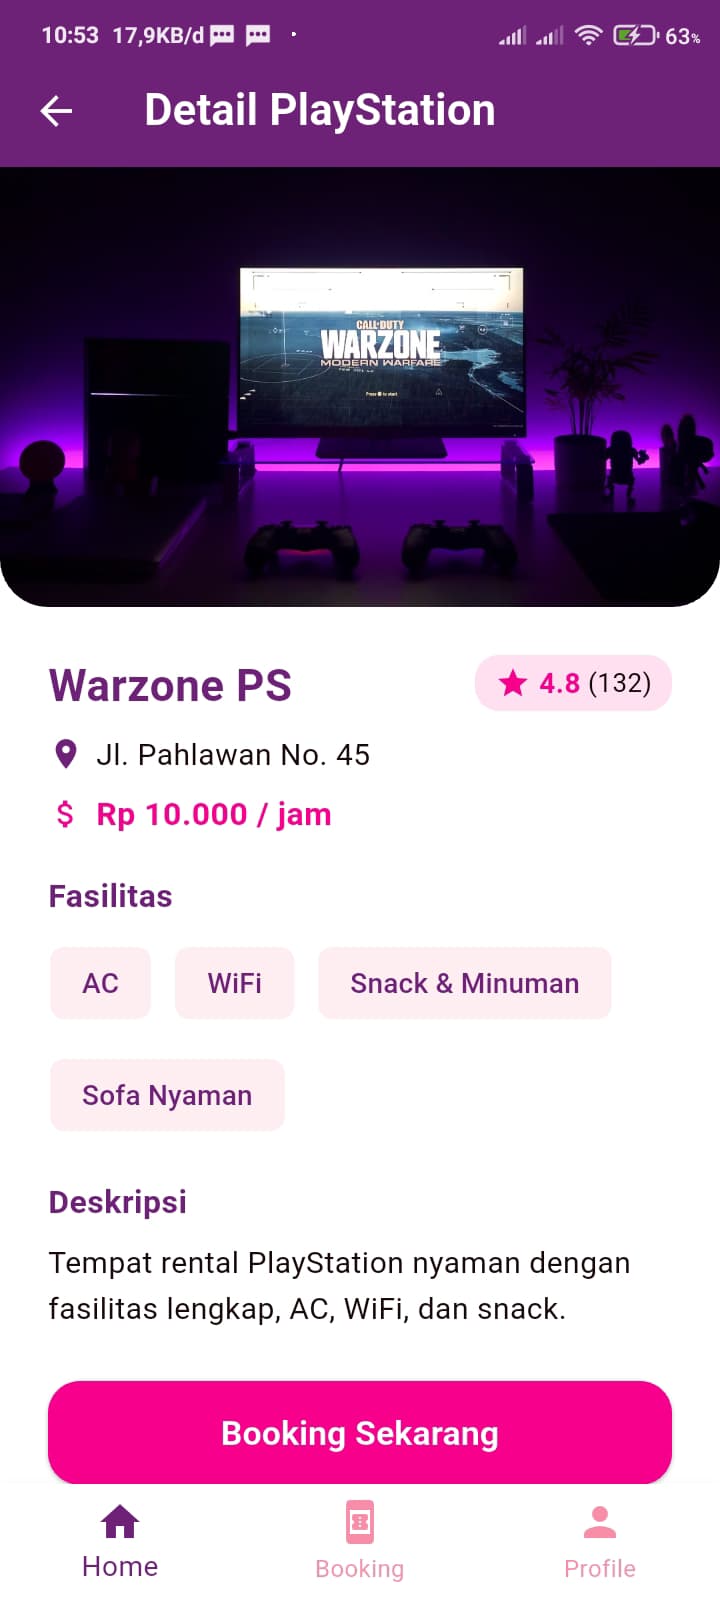 10:53 17,9KB/d 63%
Detail PlayStation
CALL·DUTY
WARZONE
MODERN WARFARE
Warzone PS
4.8 (132)
Jl. Pahlawan No. 45
$ Rp 10.000 / jam
Fasilitas
AC WiFi Snack & Minuman
Sofa Nyaman
Deskripsi
Tempat rental PlayStation nyaman dengan
fasilitas lengkap, AC, WiFi, dan snack.
Booking Sekarang
Home Booking Profile